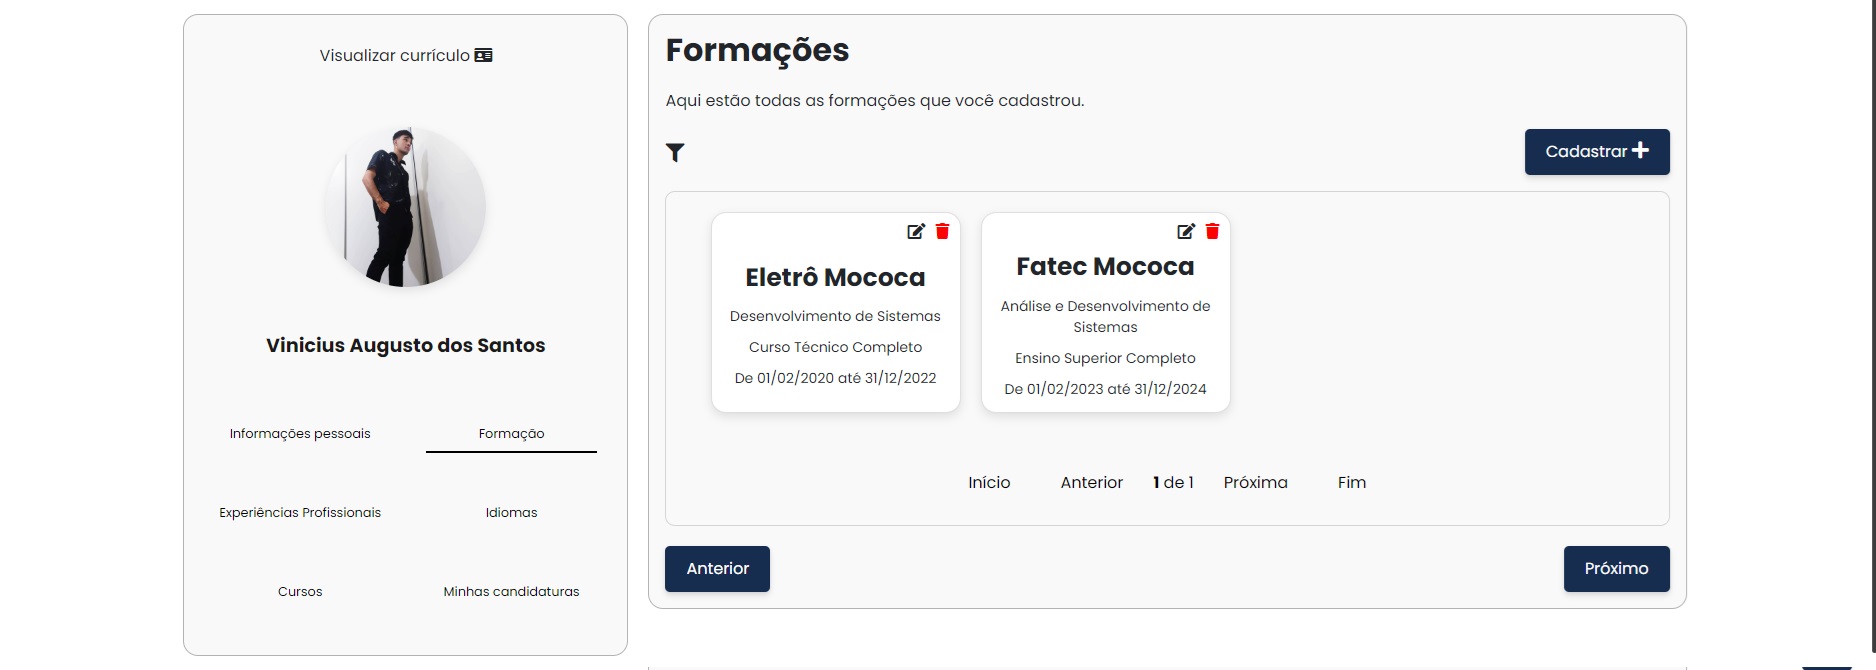 Visualizar currículo
Vinicius Augusto dos Santos
Informações pessoais
Formação
Experiências Profissionais
Idiomas
Cursos
Minhas candidaturas
Formações
Aqui estão todas as formações que você cadastrou.
Cadastrar
Eletrô Mococa
Desenvolvimento de Sistemas
Curso Técnico Completo
De 01/02/2020 até 31/12/2022
Fatec Mococa
Análise e Desenvolvimento de
Sistemas
Ensino Superior Completo
De 01/02/2023 até 31/12/2024
Início Anterior 1 de 1 Próxima Fim
Anterior
Próximo